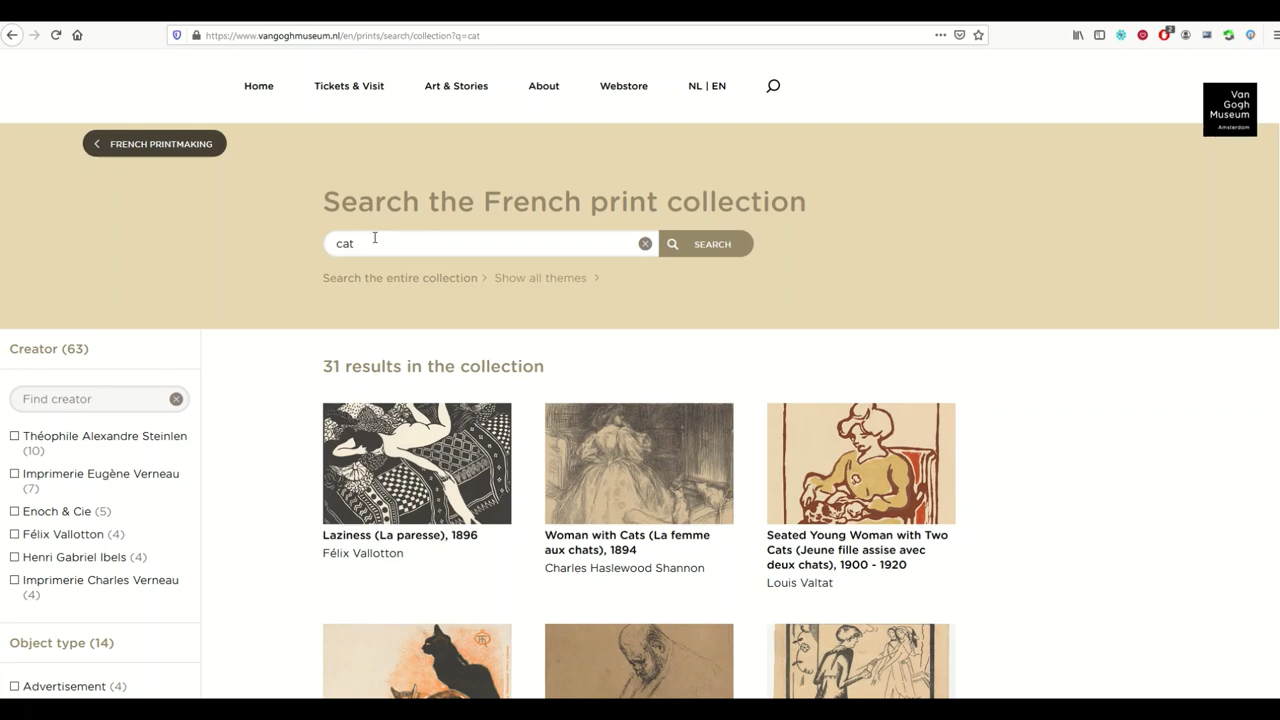 https://www.vangoghmuseum.nl/en/prints/search/collection?q=cat
2
Home
Tickets & Visit
Art & Stories
About
Webstore
NL | EN
Van
Gogh
Museum
Amsterdam
FRENCH PRINTMAKING
Search the French print collection
cat
SEARCH
Search the entire collection
Show all themes
Creator (63)
Find creator
Théophile Alexandre Steinlen
(10)
Imprimerie Eugène Verneau
(7)
Enoch & Cie (5)
Félix Vallotton (4)
Henri Gabriel Ibels (4)
Imprimerie Charles Verneau
(4)
Object type (14)
Advertisement (4)
31 results in the collection
Laziness (La paresse), 1896
Félix Vallotton
Woman with Cats (La femme
aux chats), 1894
Charles Haslewood Shannon
Seated Young Woman with Two
Cats (Jeune fille assise avec
deux chats), 1900 - 1920
Louis Valtat